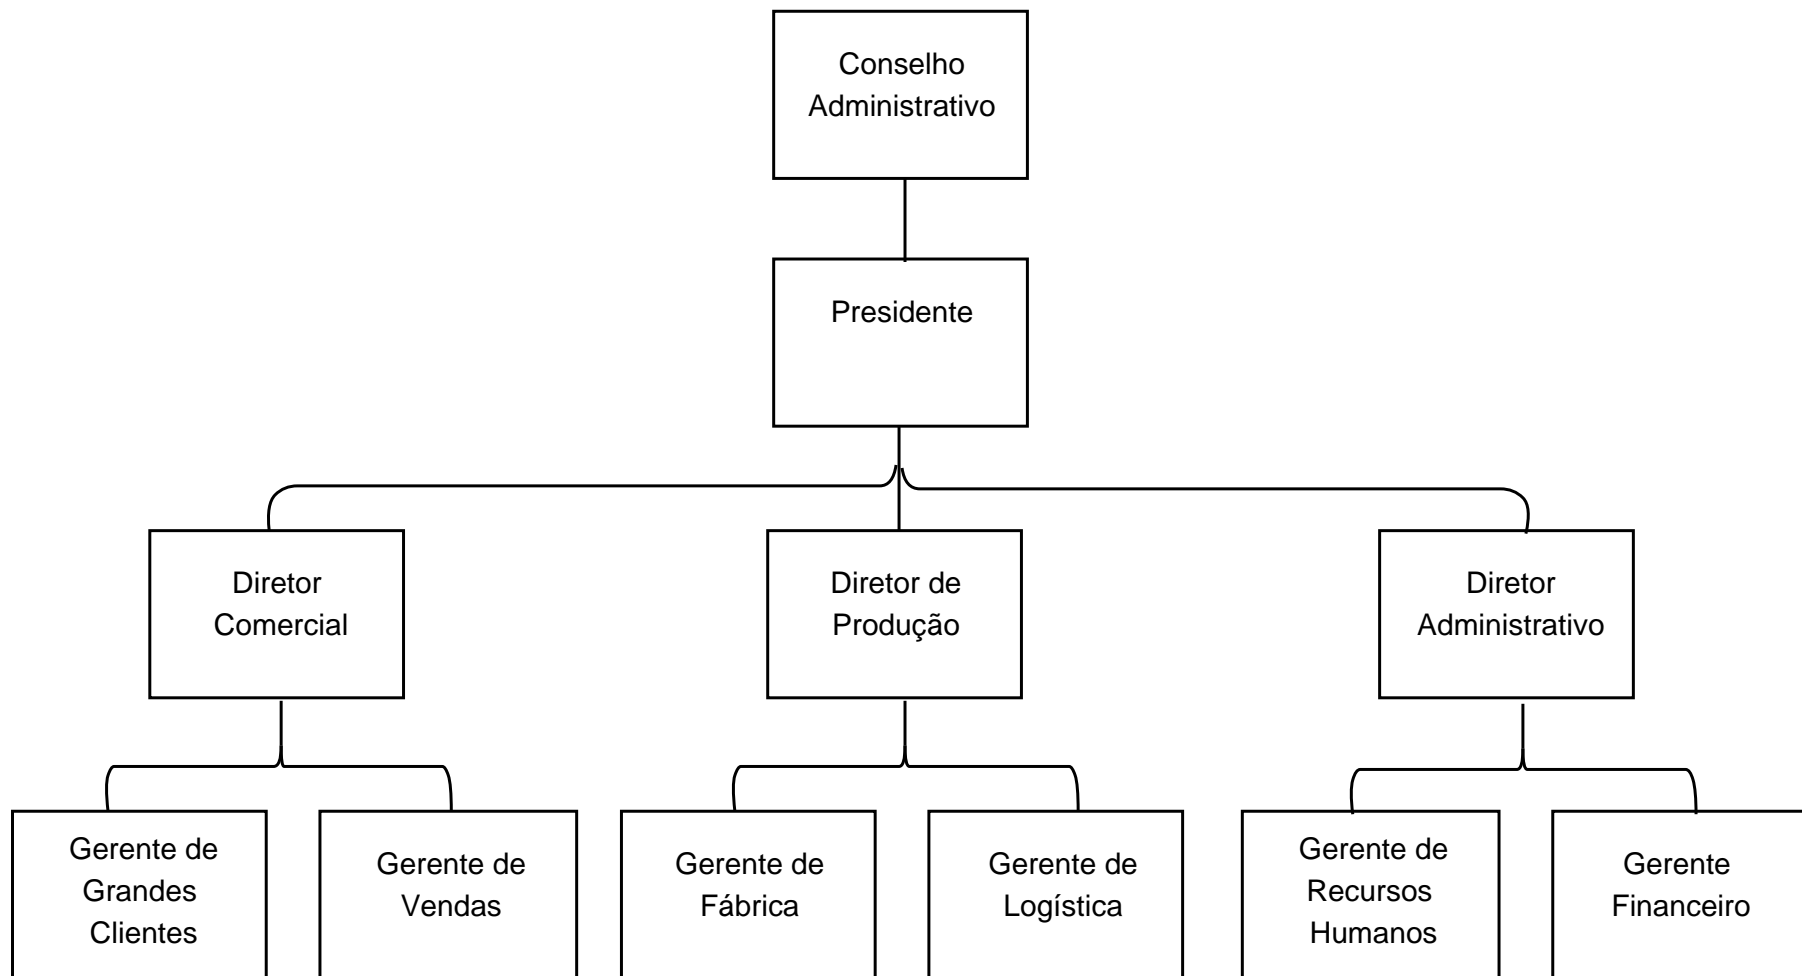 Conselho
Administrativo
Presidente
Diretor
Comercial
Diretor de
Produção
Diretor
Administrativo
Gerente de
Grandes
Clientes
Gerente de
Vendas
Gerente de
Fábrica
Gerente de
Logística
Gerente de
Recursos
Humanos
Gerente
Financeiro